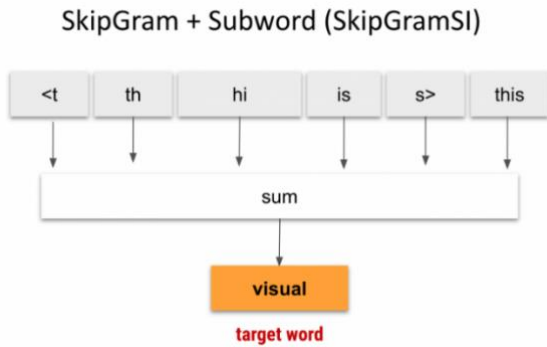 SkipGram + Subword (SkipGramSI)
<t th hi is s> this
sum
visual
target word